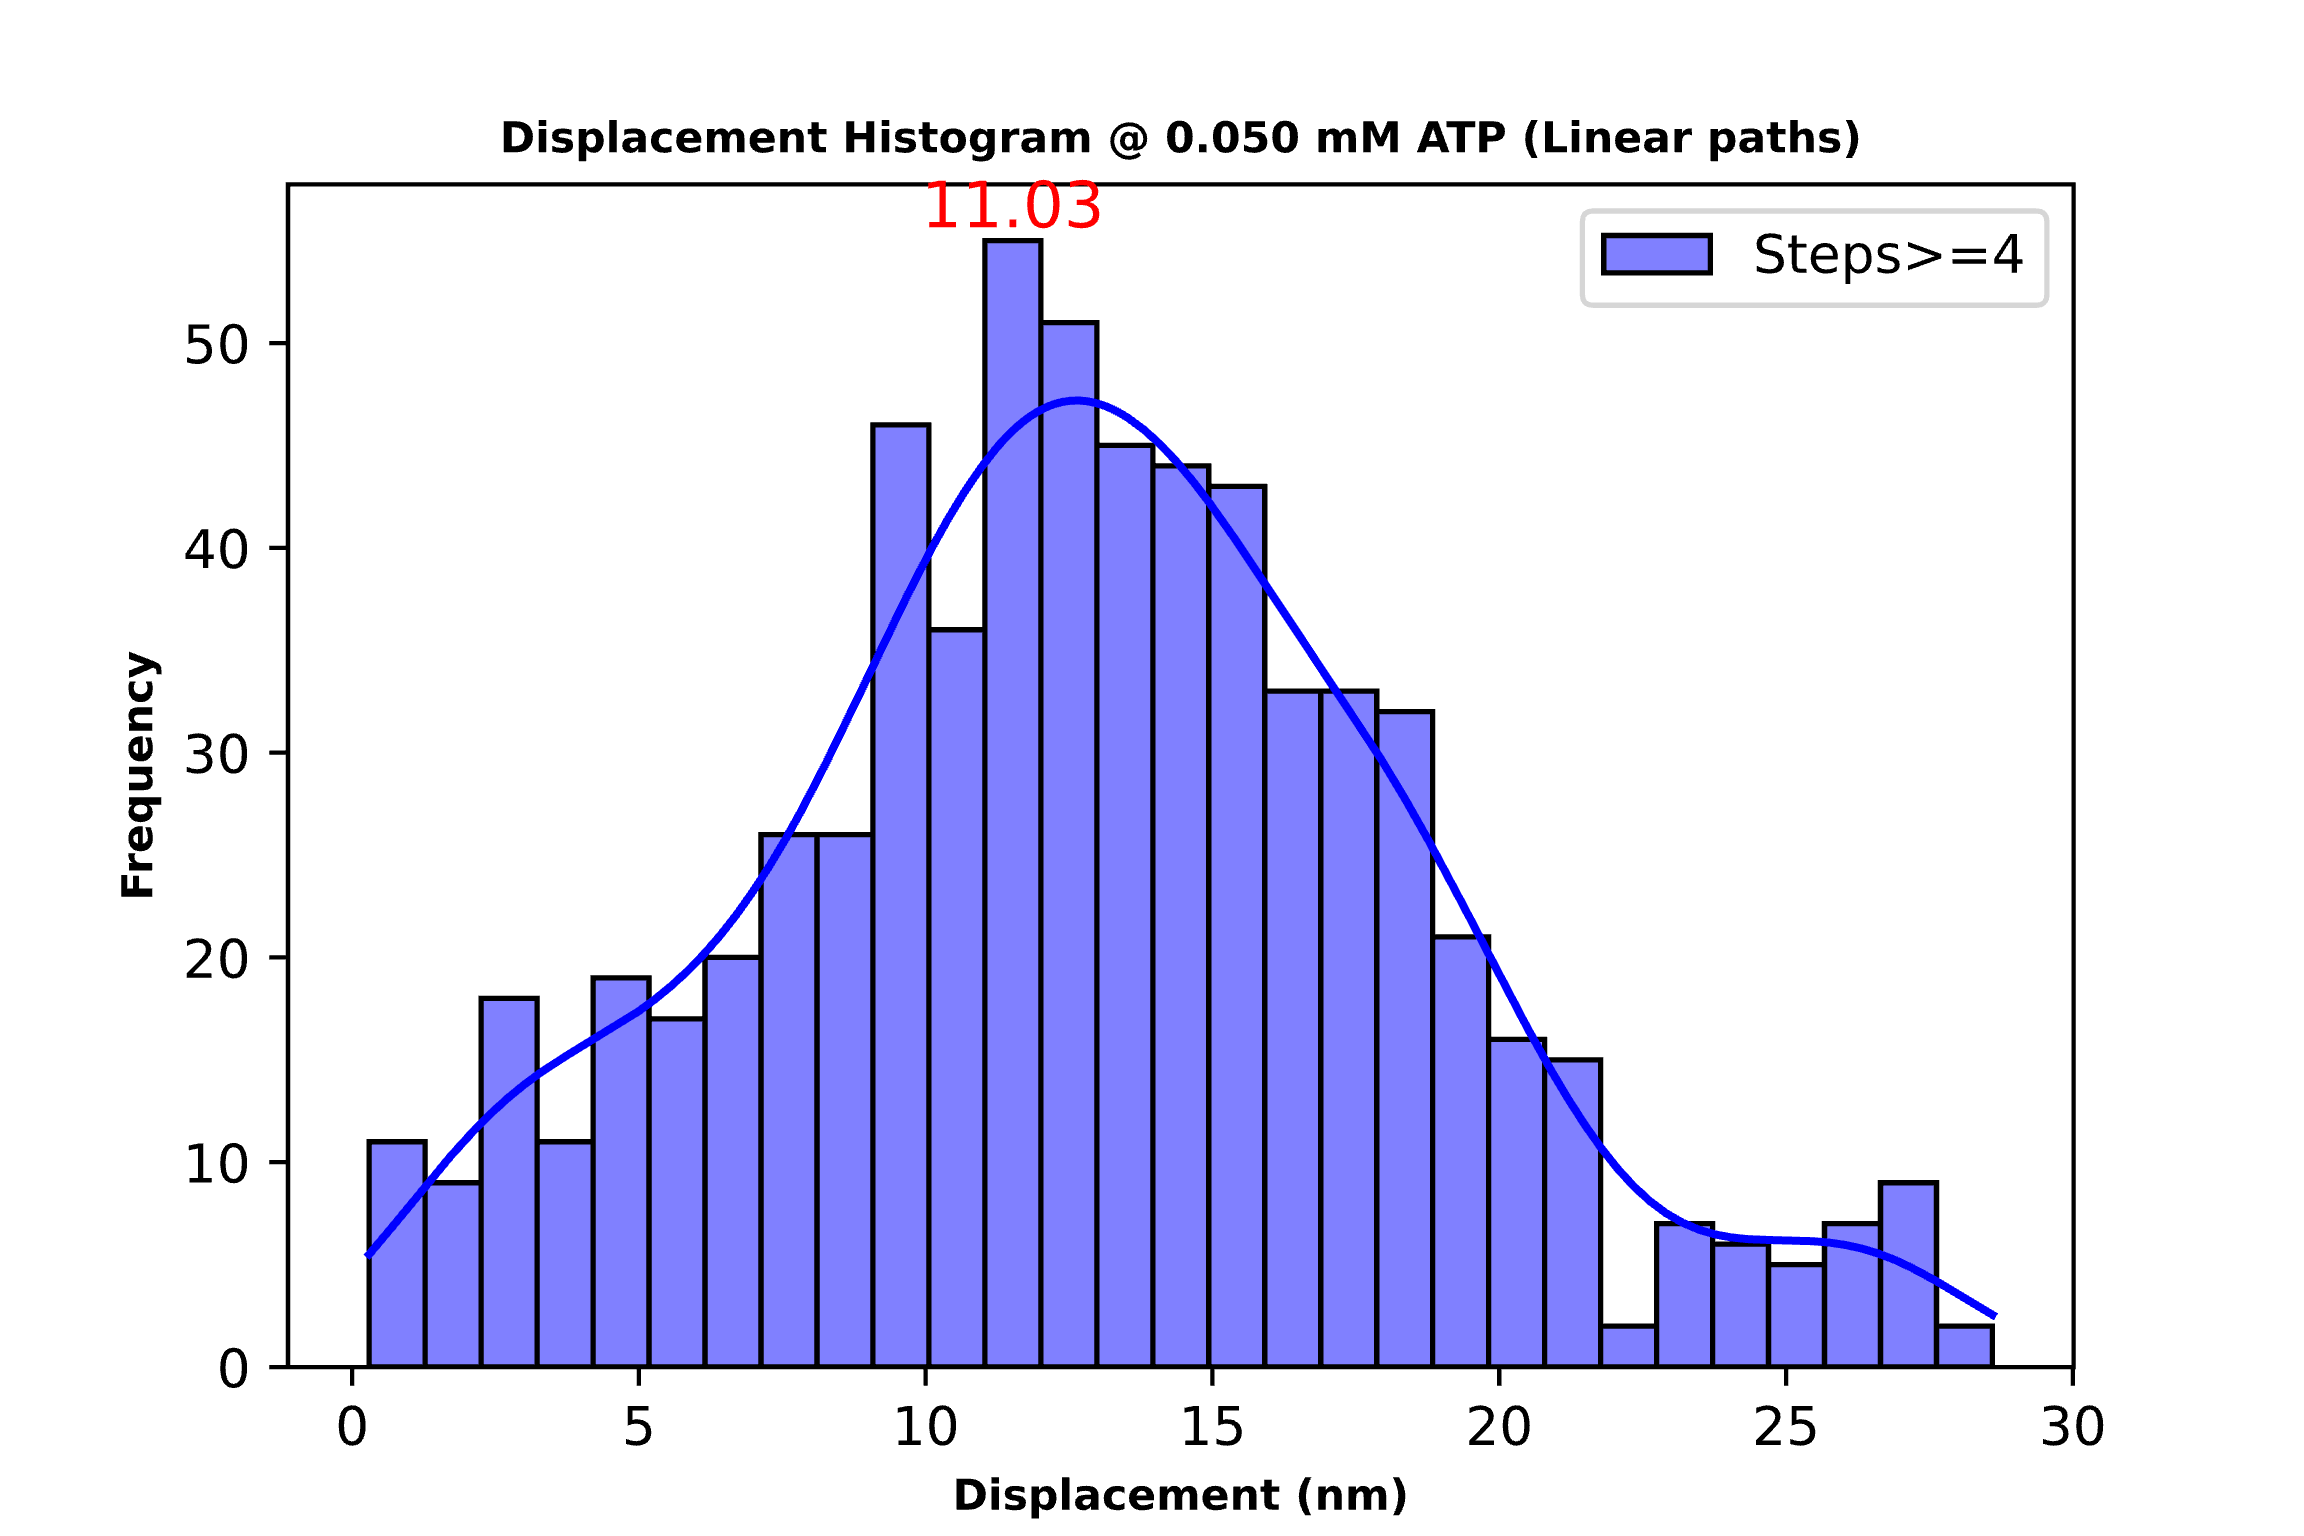 Displacement Histogram @ 0.050 mM ATP (Linear paths)
11.03
Steps>=4
50
40
30
20
10
0
Frequency
0 5 10 15 20 25 30
Displacement (nm)